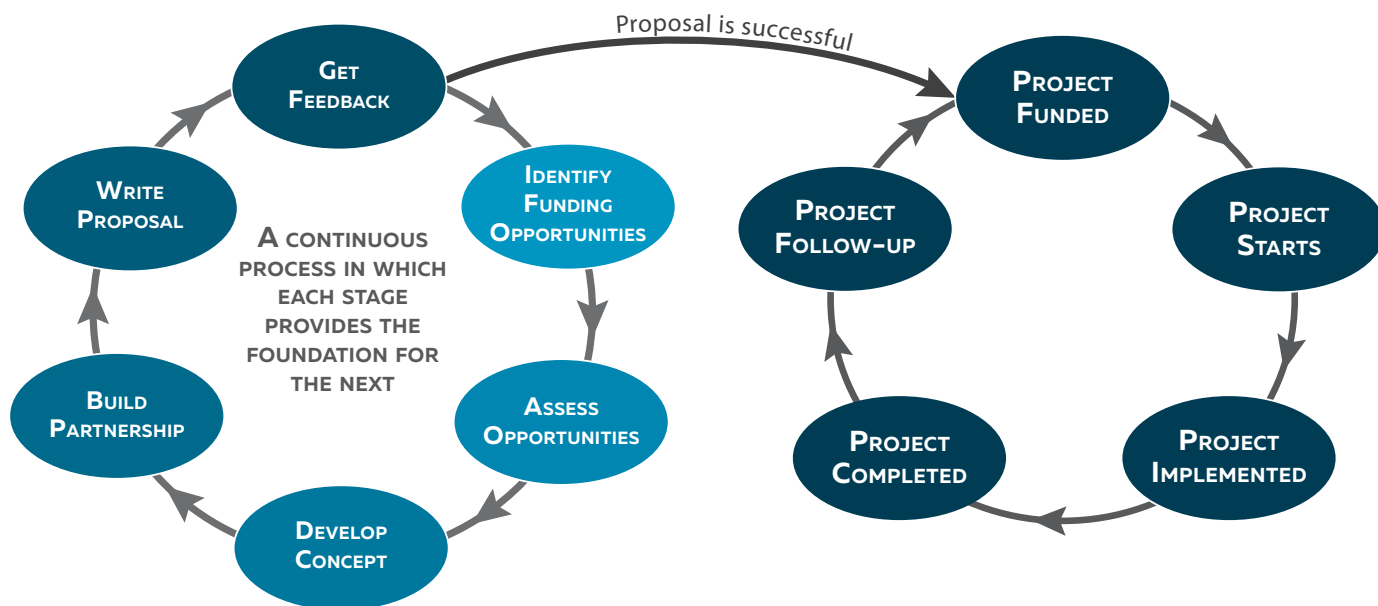 Proposal is successful
GET
FEEDBACK
IDENTIFY
FUNDING
OPPORTUNITIES
ASSESS
OPPORTUNITIES
DEVELOP
CONCEPT
BUILD
PARTNERSHIP
WRITE
PROPOSAL
A CONTINUOUS
PROCESS IN WHICH
EACH STAGE
PROVIDES THE
FOUNDATION FOR
THE NEXT
PROJECT
FUNDED
PROJECT
STARTS
PROJECT
IMPLEMENTED
PROJECT
COMPLETED
PROJECT
FOLLOW-UP